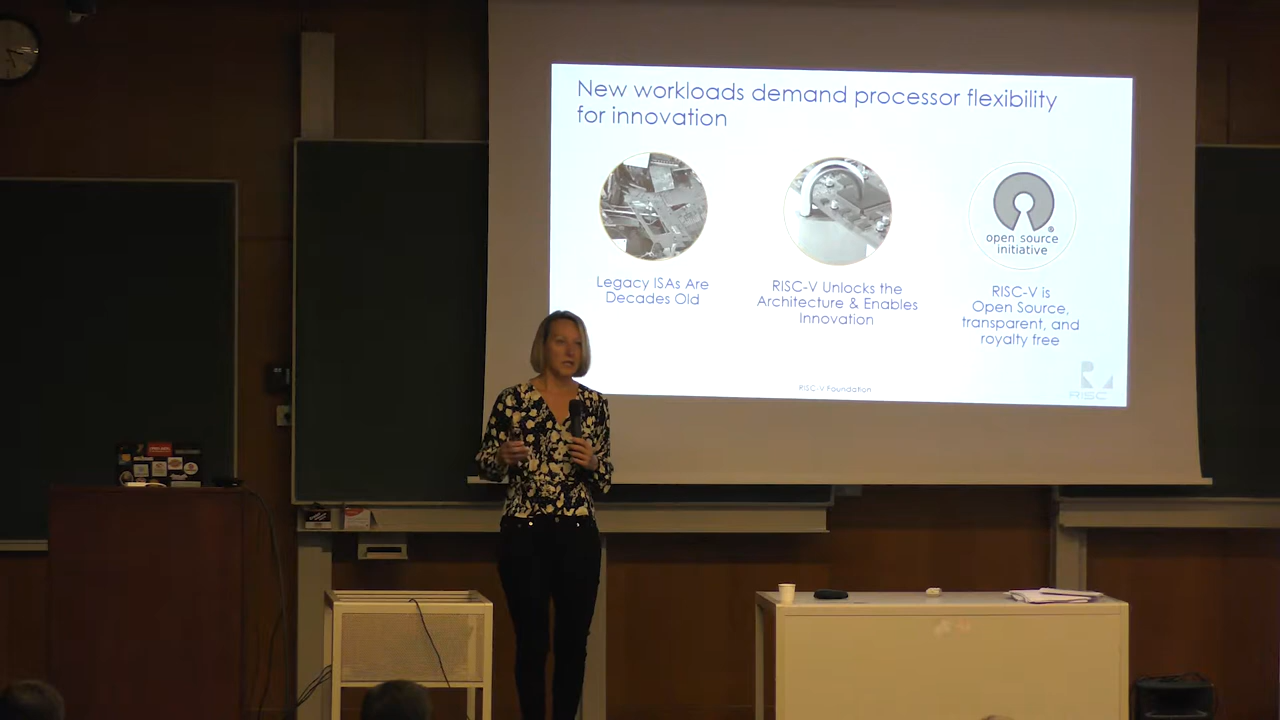 New workloads demand processor flexibility
for innovation
open source
initiative
Legacy ISAs Are
Decades Old
RISC-V Unlocks the
Architecture & Enables
Innovation
RISC-V is
Open Source,
transparent, and
royalty free
RISC-V Foundation
RISC